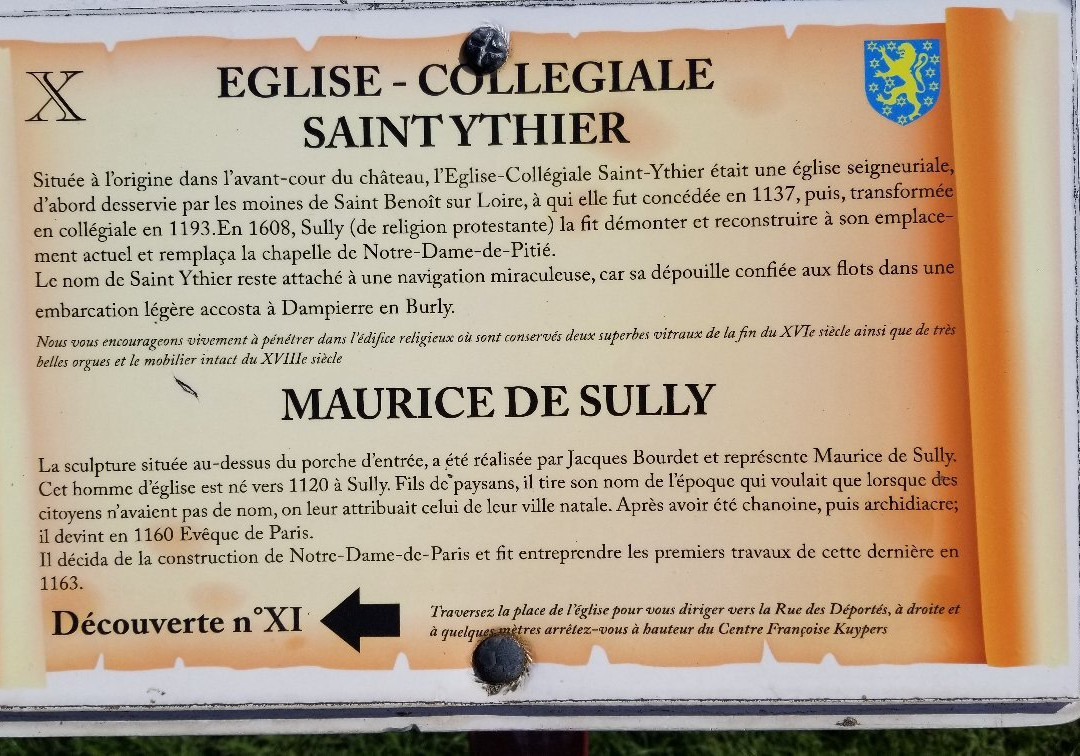 X
EGLISE - COLLEGIALE
SAINT YTHIER
Située à l'origine dans l'avant-cour du château, l'Eglise-Collégiale Saint-Ythier était une église seigneuriale,
d'abord desservie par les moines de Saint Benoît sur Loire, à qui elle fut concédée en 1137, puis, transformée
en collégiale en 1193.En 1608, Sully (de religion protestante) la fit démonter et reconstruire à son emplace-
ment actuel et remplaça la chapelle de Notre-Dame-de-Pitié.
Le nom de Saint Ythier reste attaché à une navigation miraculeuse, car sa dépouille confiée aux flots dans une
embarcation légère accosta à Dampierre en Burly.
Nous vous encourageons vivement à pénétrer dans l'édifice religieux où sont conservés deux superbes vitraux de la fin du XVIe siècle ainsi que de très
belles orgues et le mobilier intact du XVIIIe siècle
MAURICE DE SULLY
La sculpture située au-dessus du porche d'entrée, a été réalisée par Jacques Bourdet et représente Maurice de Sully.
Cet homme d'église est né vers 1120 à Sully. Fils de paysans, il tire son nom de l'époque qui voulait que lorsque des
citoyens n'avaient pas de nom, on leur attribuait celui de leur ville natale. Après avoir été chanoine, puis archidiacre;
il devint en 1160 Evêque de Paris.
Il décida de la construction de Notre-Dame-de-Paris et fit entreprendre les premiers travaux de cette dernière en
1163.
Découverte n°XI
Traversez la place de l'église pour vous diriger vers la Rue des Déportés, à droite et
à quelques mètres arrêtez-vous à hauteur du Centre Françoise Kuypers